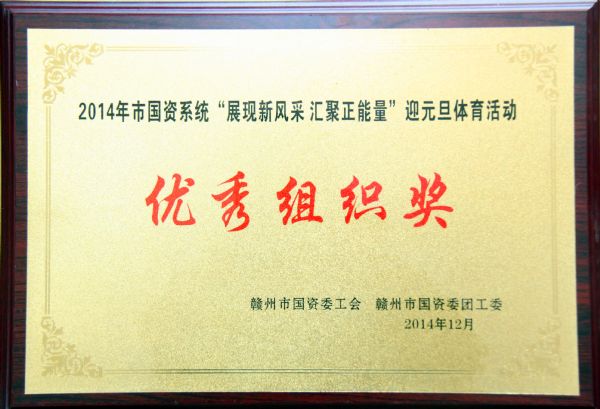 2014年市国资系统“展现新风采 汇聚正能量”迎元旦体育活动
优秀组织奖
赣州市国资委工会 赣州市国资委团工委
2014年12月